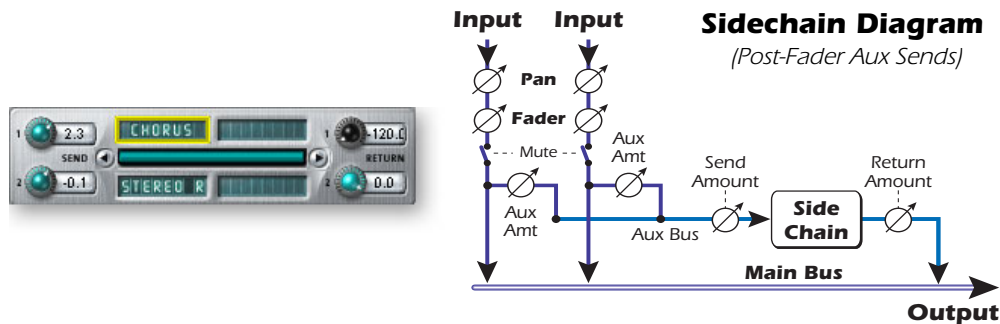 1
2.3
CHORUS
1
-120.0
SEND
RETURN
2
-0.1
STEREO R
2
0.0
Sidechain Diagram
(Post-Fader Aux Sends)
Input
Input
Pan
Fader
Mute
Aux
Amt
Aux
Amt
Aux Bus
Send
Amount
Side
Chain
Return
Amount
Main Bus
Output